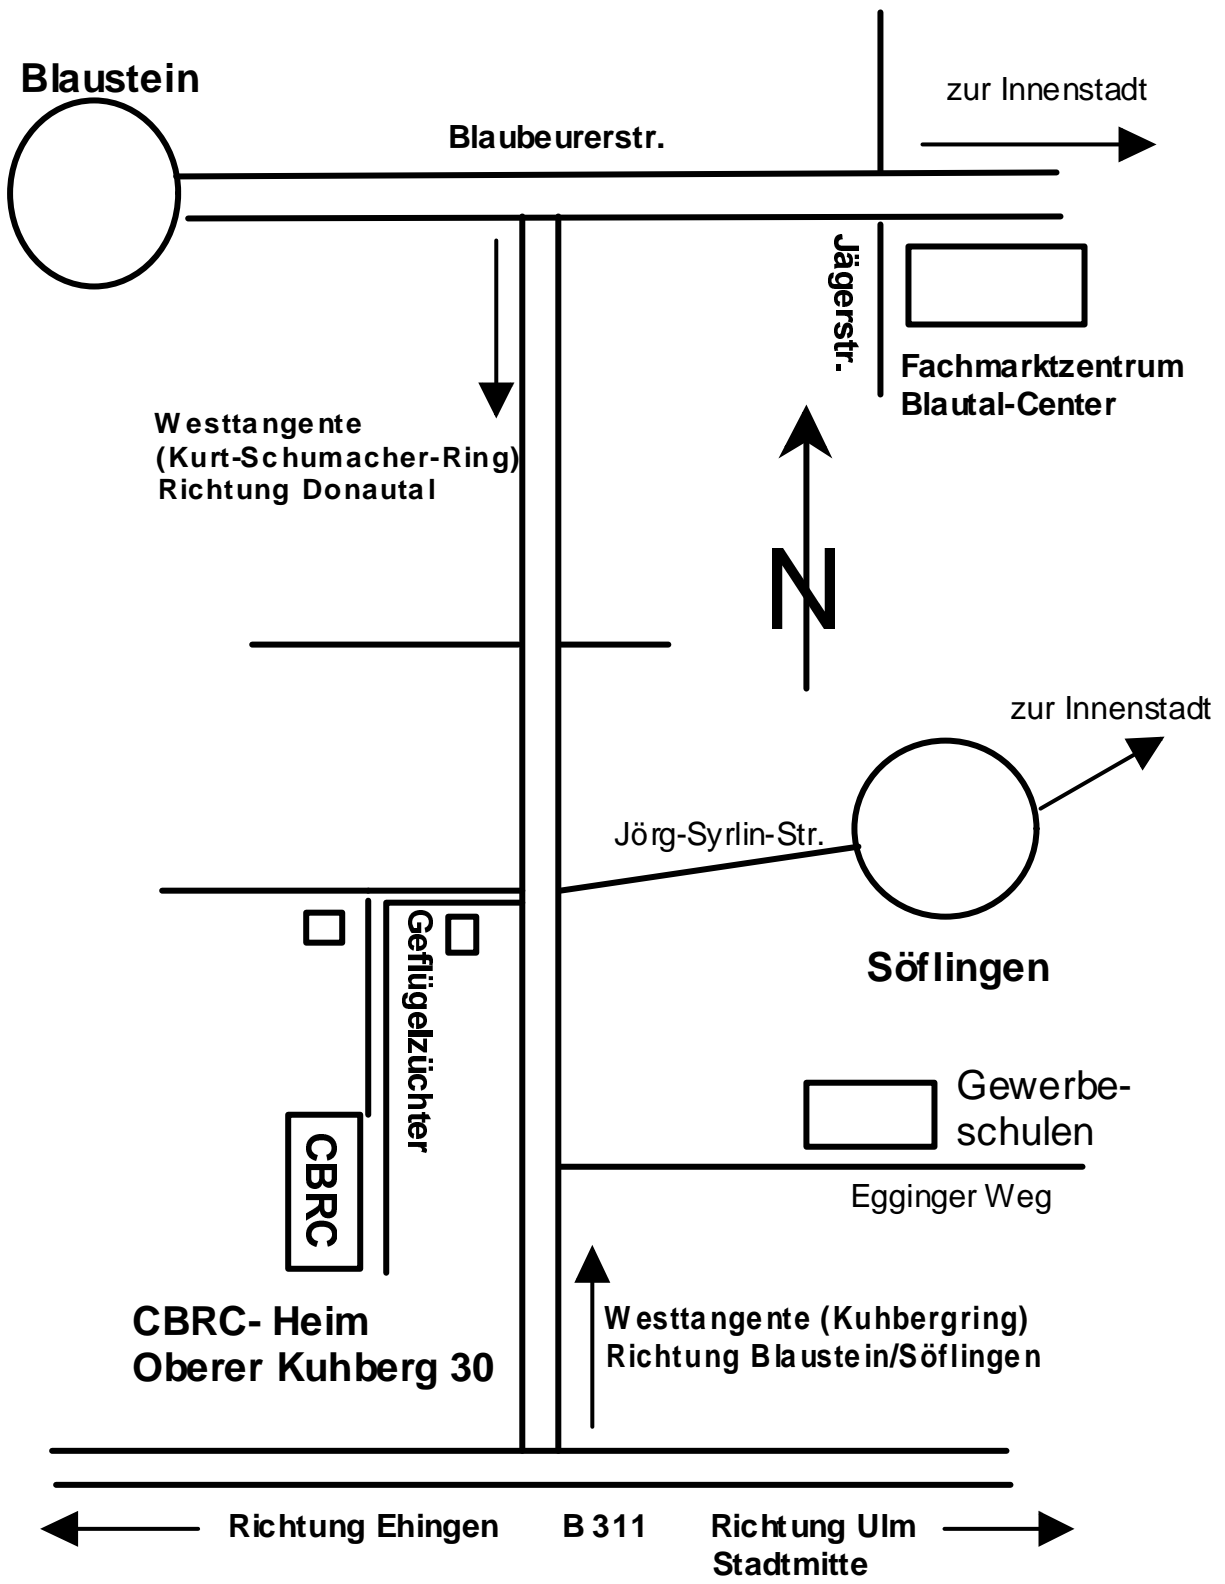 Blaustein
zur Innenstadt
Blaubeurerstr.
Jägerstr.
Fachmarktzentrum
Blautal-Center
Westtangente
(Kurt-Schumacher-Ring)
Richtung Donautal
N
zur Innenstadt
Jörg-Syrlin-Str.
Söflingen
Geflügelzüchter
Gewerbe-
schulen
CBRC
Egginger Weg
CBRC- Heim
Oberer Kuhberg 30
Westtangente (Kuhbergring)
Richtung Blaustein/Söflingen
Richtung Ehingen B 311 Richtung Ulm
Stadtmitte